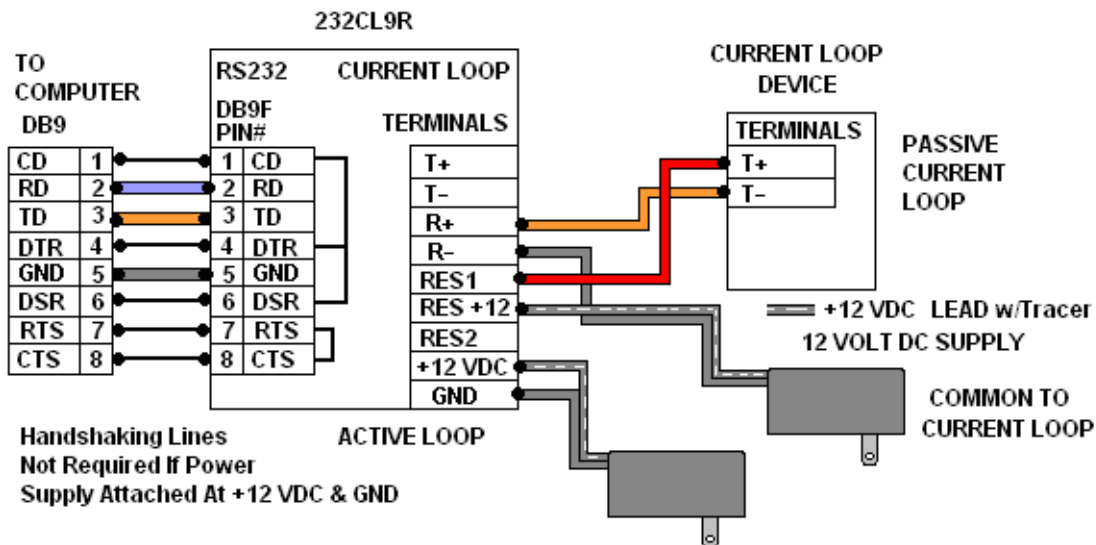 232CL9R
TO
COMPUTER
DB9
CD 1
RD 2
TD 3
DTR 4
GND 5
DSR 6
RTS 7
CTS 8
RS232 CURRENT LOOP
DB9F
PIN#
1 CD
2 RD
3 TD
4 DTR
5 GND
6 DSR
7 RTS
8 CTS
TERMINALS
T+
T−
R+
R−
RES1
RES +12
RES2
+12 VDC
GND
ACTIVE LOOP
CURRENT LOOP
DEVICE
TERMINALS
T+
T−
PASSIVE
CURRENT
LOOP
+12 VDC LEAD w/Tracer
12 VOLT DC SUPPLY
COMMON TO
CURRENT LOOP
Handshaking Lines
Not Required If Power
Supply Attached At +12 VDC & GND